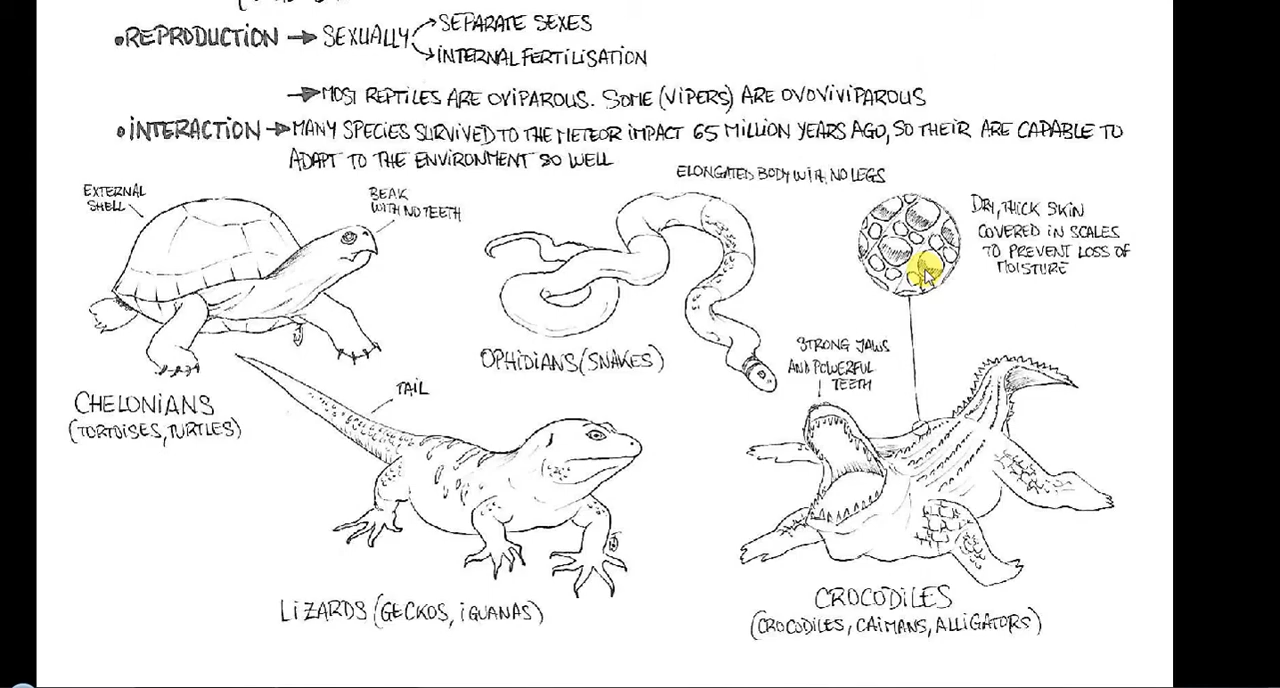 •REPRODUCTION → SEXUALLY
SEPARATE SEXES
INTERNAL FERTILISATION
→MOST REPTILES ARE OVIPAROUS. SOME (VIPERS) ARE OVOVIVIPAROUS
•INTERACTION →MANY SPECIES SURVIVED TO THE METEOR IMPACT 65 MILLION YEARS AGO, SO THEIR ARE CAPABLE TO
ADAPT TO THE ENVIRONMENT SO WELL
EXTERNAL
SHELL
BEAK
WITH NO TEETH
ELONGATED BODY WITH NO LEGS
DRY, THICK SKIN
COVERED IN SCALES
TO PREVENT LOSS OF
MOISTURE
OPHIDIANS (SNAKES)
STRONG JAWS
AND POWERFUL
TEETH
CHELONIANS
(TORTOISES, TURTLES)
TAIL
LIZARDS (GECKOS, IGUANAS)
CROCODILES
(CROCODILES, CAIMANS, ALLIGATORS)